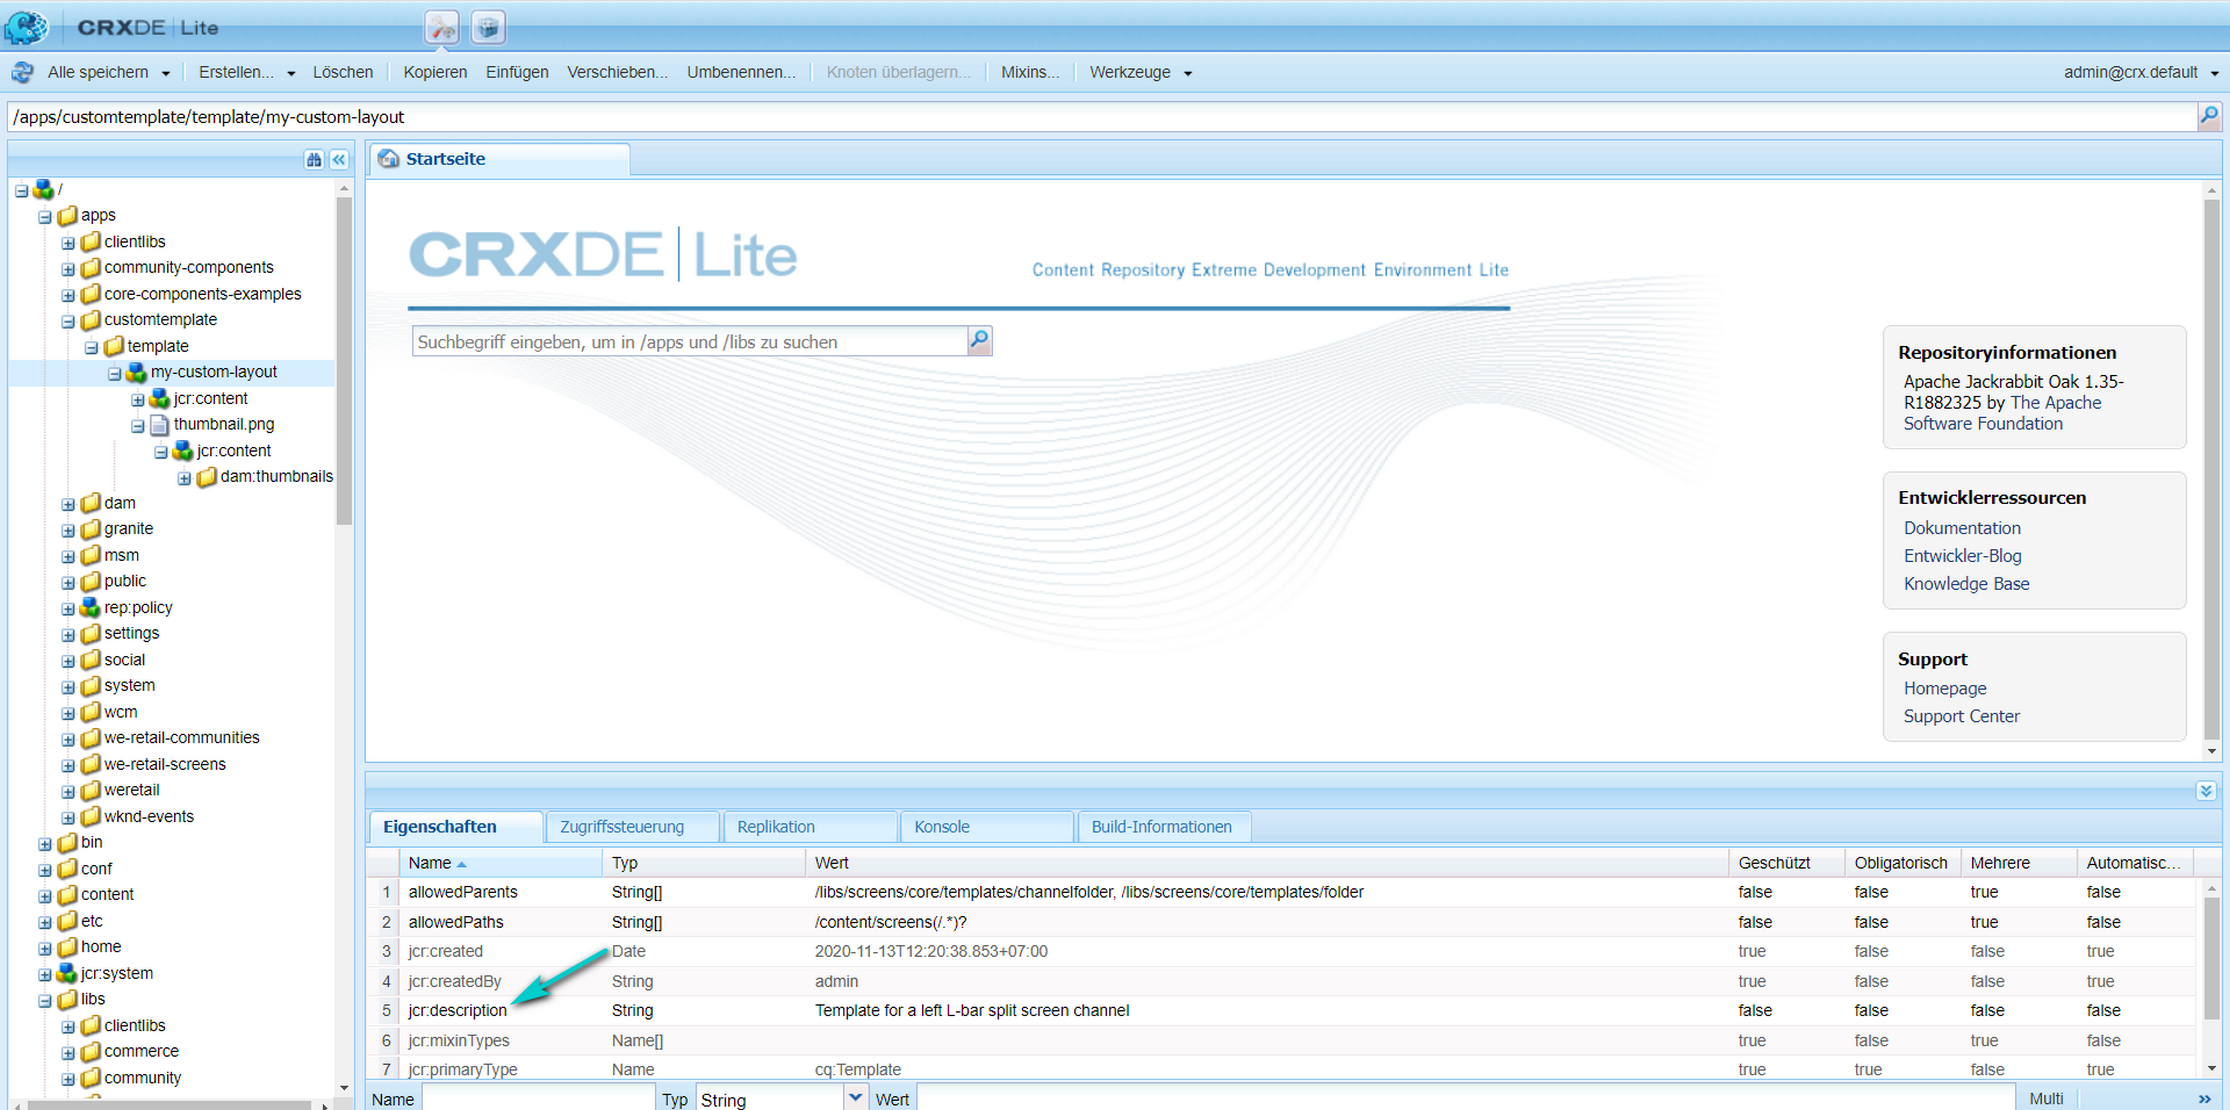 CRXDE | Lite
Alle speichern Erstellen... Löschen Kopieren Einfügen Verschieben... Umbenennen... Knoten überlagern... Mixins... Werkzeuge admin@crx.default
/apps/customtemplate/template/my-custom-layout
/
apps
clientlibs
community-components
core-components-examples
customtemplate
template
my-custom-layout
jcr:content
thumbnail.png
jcr:content
dam:thumbnails
dam
granite
msm
public
rep:policy
settings
social
system
wcm
we-retail-communities
we-retail-screens
weretail
wknd-events
bin
conf
content
etc
home
jcr:system
libs
clientlibs
commerce
community
Startseite
CRXDE | Lite
Content Repository Extreme Development Environment Lite
Suchbegriff eingeben, um in /apps und /libs zu suchen
Repositoryinformationen
Apache Jackrabbit Oak 1.35-
R1882325 by The Apache
Software Foundation
Entwicklerressourcen
Dokumentation
Entwickler-Blog
Knowledge Base
Support
Homepage
Support Center
Eigenschaften Zugriffssteuerung Replikation Konsole Build-Informationen
Name Typ Wert Geschützt Obligatorisch Mehrere Automatisc...
1 allowedParents String[] /libs/screens/core/templates/channelfolder, /libs/screens/core/templates/folder false false true false
2 allowedPaths String[] /content/screens(/.*)? false false true false
3 jcr:created Date 2020-11-13T12:20:38.853+07:00 true false false true
4 jcr:createdBy String admin true false false true
5 jcr:description String Template for a left L-bar split screen channel false false false false
6 jcr:mixinTypes Name[] true false true false
7 jcr:primaryType Name cq:Template true true false true
Name Typ String Wert Multi